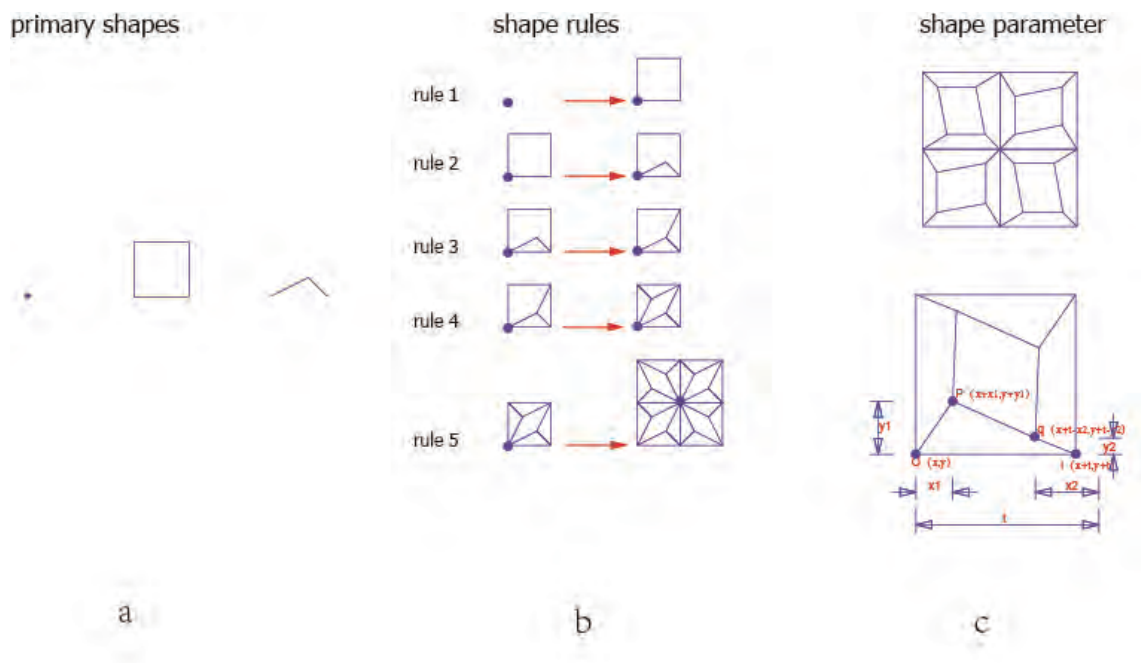 primary shapes
shape rules
shape parameter
rule 1
rule 2
rule 3
rule 4
rule 5
P (x+x1,y+y1)
y1
q (x+t-x2,y+t-y2)
y2
O (x,y)
i (x+t,y+t
x1
x2
t
a
b
c